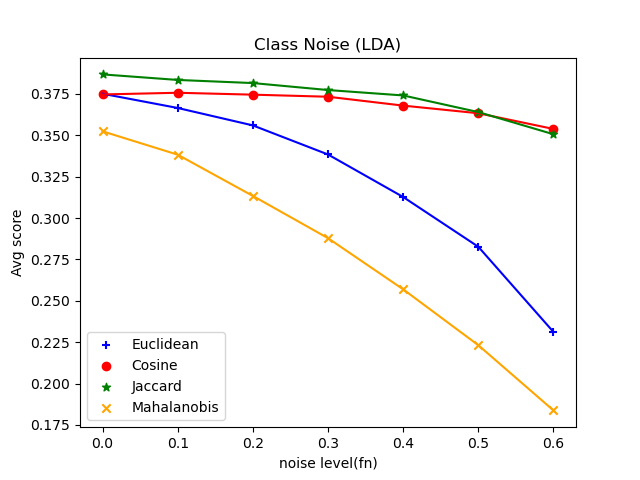 Class Noise (LDA)
Avg score
0.375
0.350
0.325
0.300
0.275
0.250
0.225
0.200
0.175
Euclidean
Cosine
Jaccard
Mahalanobis
0.0 0.1 0.2 0.3 0.4 0.5 0.6
noise level(fn)